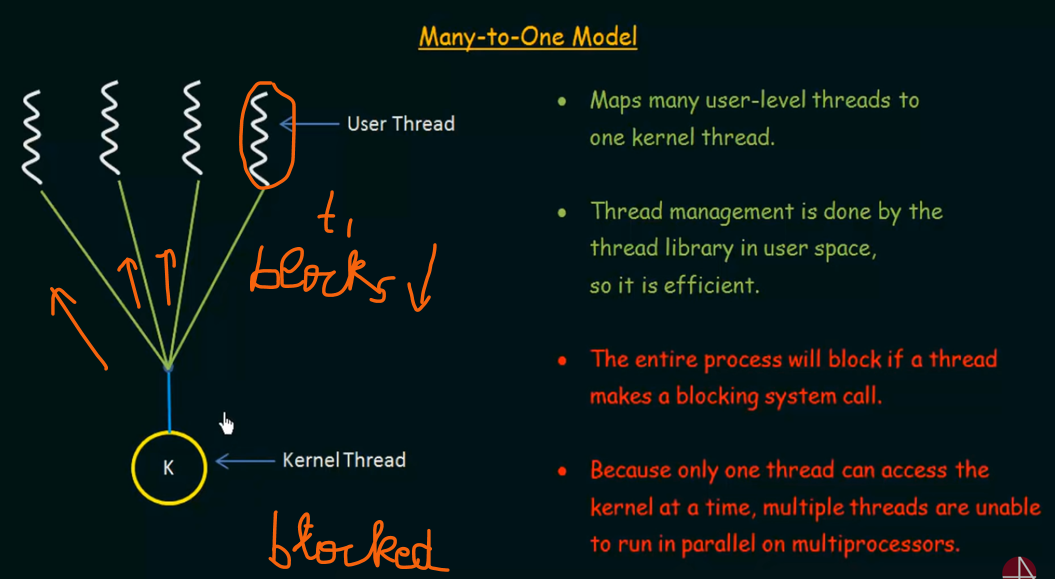 Many-to-One Model
User Thread
t1
blocks
K
Kernel Thread
blocked
• Maps many user-level threads to
one kernel thread.
• Thread management is done by the
thread library in user space,
so it is efficient.
• The entire process will block if a thread
makes a blocking system call.
• Because only one thread can access the
kernel at a time, multiple threads are unable
to run in parallel on multiprocessors.